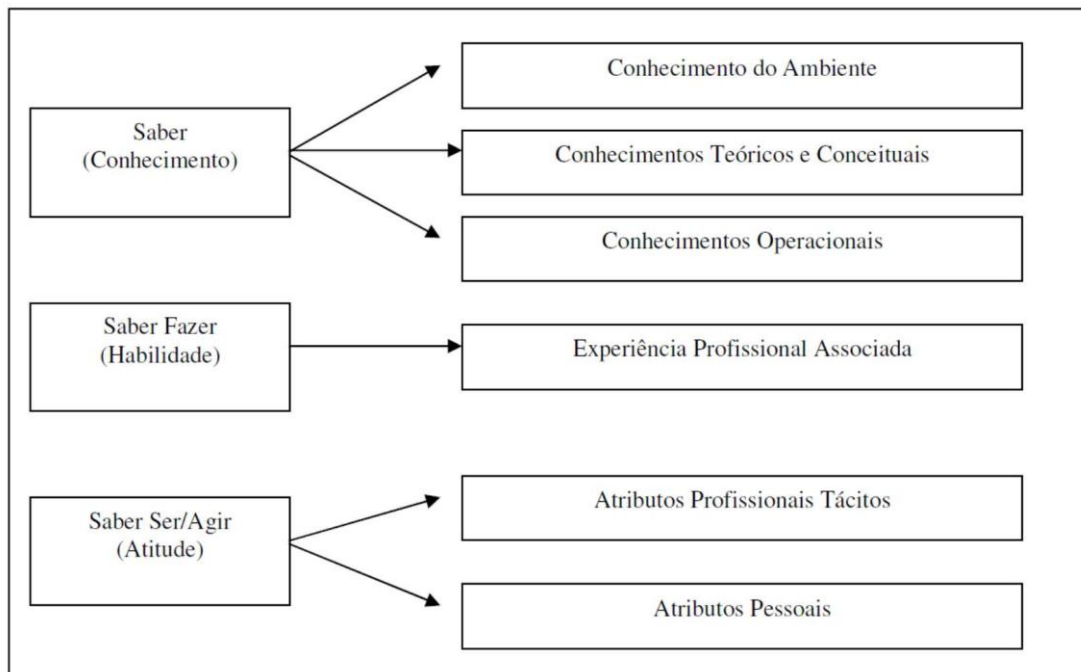 Saber
(Conhecimento)
Conhecimento do Ambiente
Conhecimentos Teóricos e Conceituais
Conhecimentos Operacionais
Saber Fazer
(Habilidade)
Experiência Profissional Associada
Saber Ser/Agir
(Atitude)
Atributos Profissionais Tácitos
Atributos Pessoais